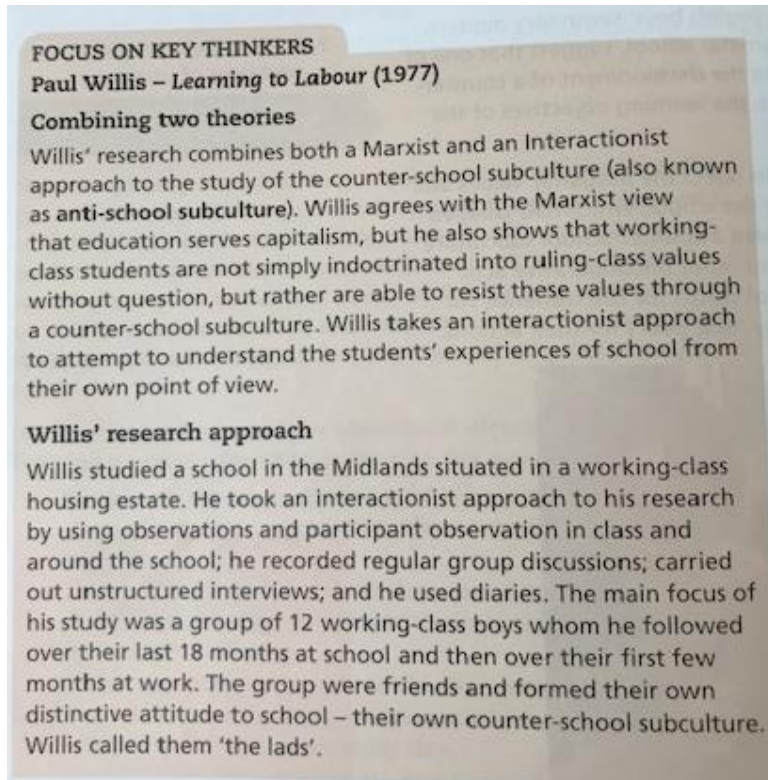 FOCUS ON KEY THINKERS
Paul Willis – Learning to Labour (1977)
Combining two theories
Willis' research combines both a Marxist and an Interactionist
approach to the study of the counter-school subculture (also known
as anti-school subculture). Willis agrees with the Marxist view
that education serves capitalism, but he also shows that working-
class students are not simply indoctrinated into ruling-class values
without question, but rather are able to resist these values through
a counter-school subculture. Willis takes an interactionist approach
to attempt to understand the students' experiences of school from
their own point of view.
Willis' research approach
Willis studied a school in the Midlands situated in a working-class
housing estate. He took an interactionist approach to his research
by using observations and participant observation in class and
around the school; he recorded regular group discussions; carried
out unstructured interviews; and he used diaries. The main focus of
his study was a group of 12 working-class boys whom he followed
over their last 18 months at school and then over their first few
months at work. The group were friends and formed their own
distinctive attitude to school – their own counter-school subculture.
Willis called them 'the lads'.